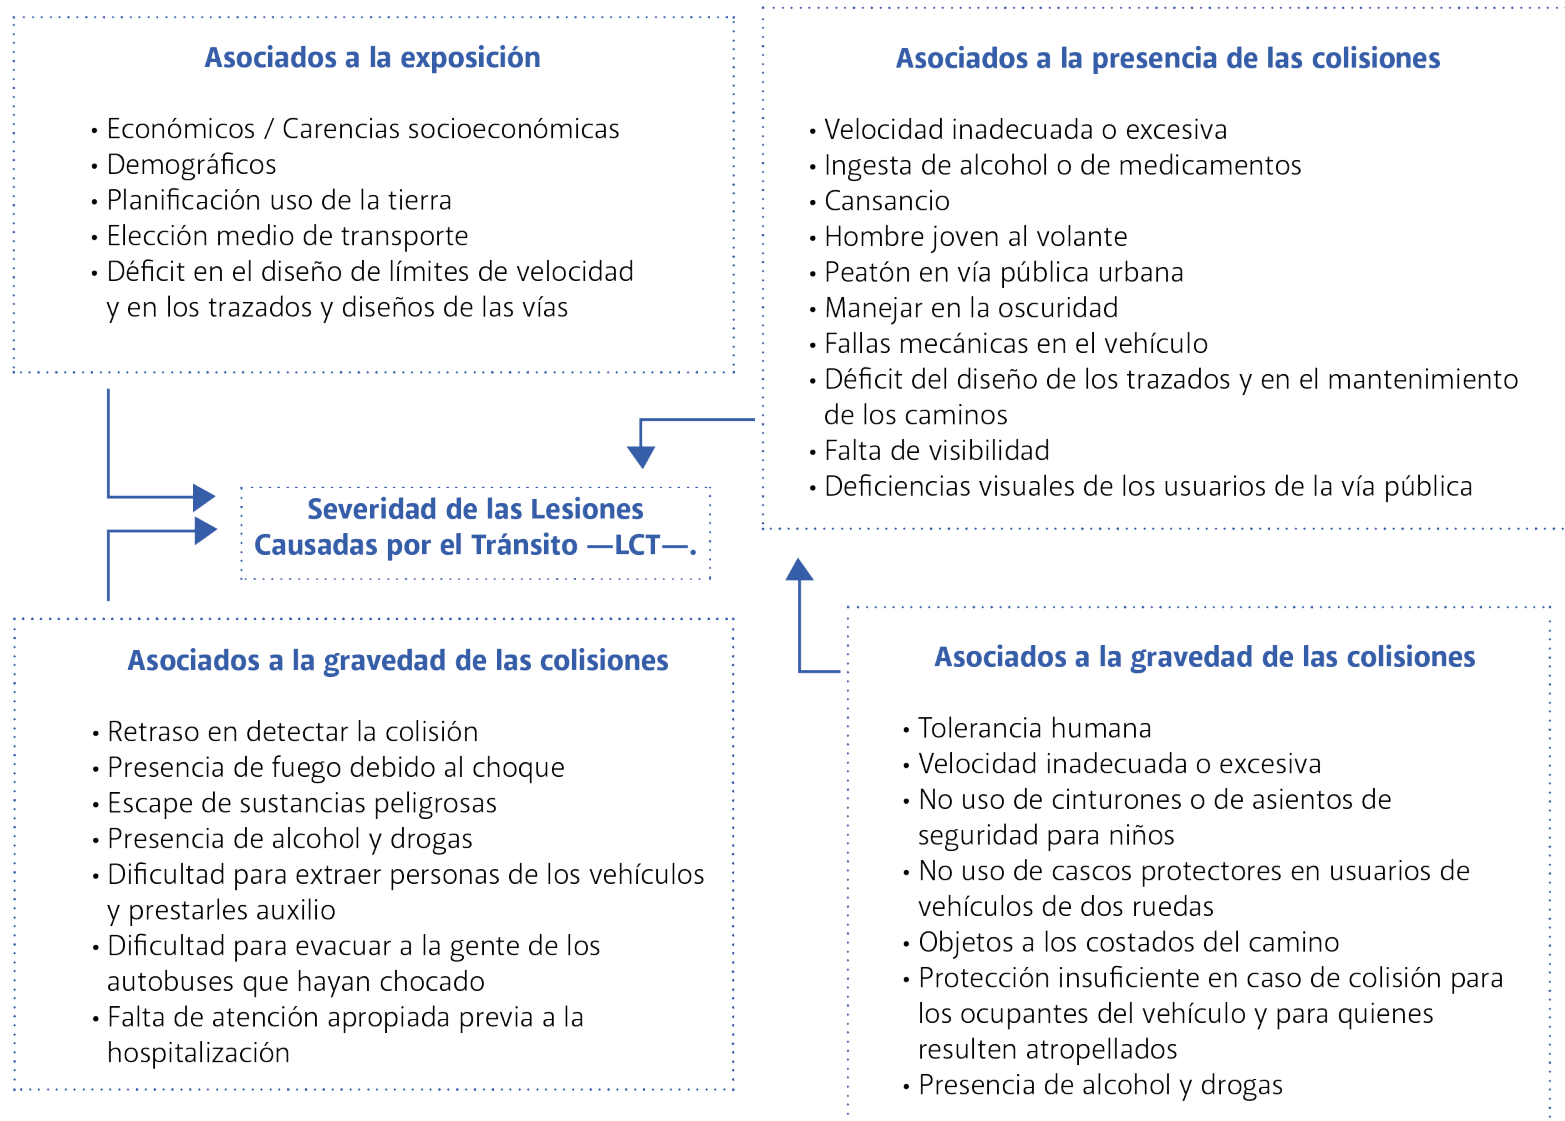 Asociados a la exposición
• Económicos / Carencias socioeconómicas
• Demográficos
• Planificación uso de la tierra
• Elección medio de transporte
• Déficit en el diseño de límites de velocidad
y en los trazados y diseños de las vías
Asociados a la presencia de las colisiones
• Velocidad inadecuada o excesiva
• Ingesta de alcohol o de medicamentos
• Cansancio
• Hombre joven al volante
• Peatón en vía pública urbana
• Manejar en la oscuridad
• Fallas mecánicas en el vehículo
• Déficit del diseño de los trazados y en el mantenimiento
de los caminos
• Falta de visibilidad
• Deficiencias visuales de los usuarios de la vía pública
Severidad de las Lesiones
Causadas por el Tránsito —LCT—.
Asociados a la gravedad de las colisiones
• Retraso en detectar la colisión
• Presencia de fuego debido al choque
• Escape de sustancias peligrosas
• Presencia de alcohol y drogas
• Dificultad para extraer personas de los vehículos
y prestarles auxilio
• Dificultad para evacuar a la gente de los
autobuses que hayan chocado
• Falta de atención apropiada previa a la
hospitalización
Asociados a la gravedad de las colisiones
• Tolerancia humana
• Velocidad inadecuada o excesiva
• No uso de cinturones o de asientos de
seguridad para niños
• No uso de cascos protectores en usuarios de
vehículos de dos ruedas
• Objetos a los costados del camino
• Protección insuficiente en caso de colisión para
los ocupantes del vehículo y para quienes
resulten atropellados
• Presencia de alcohol y drogas